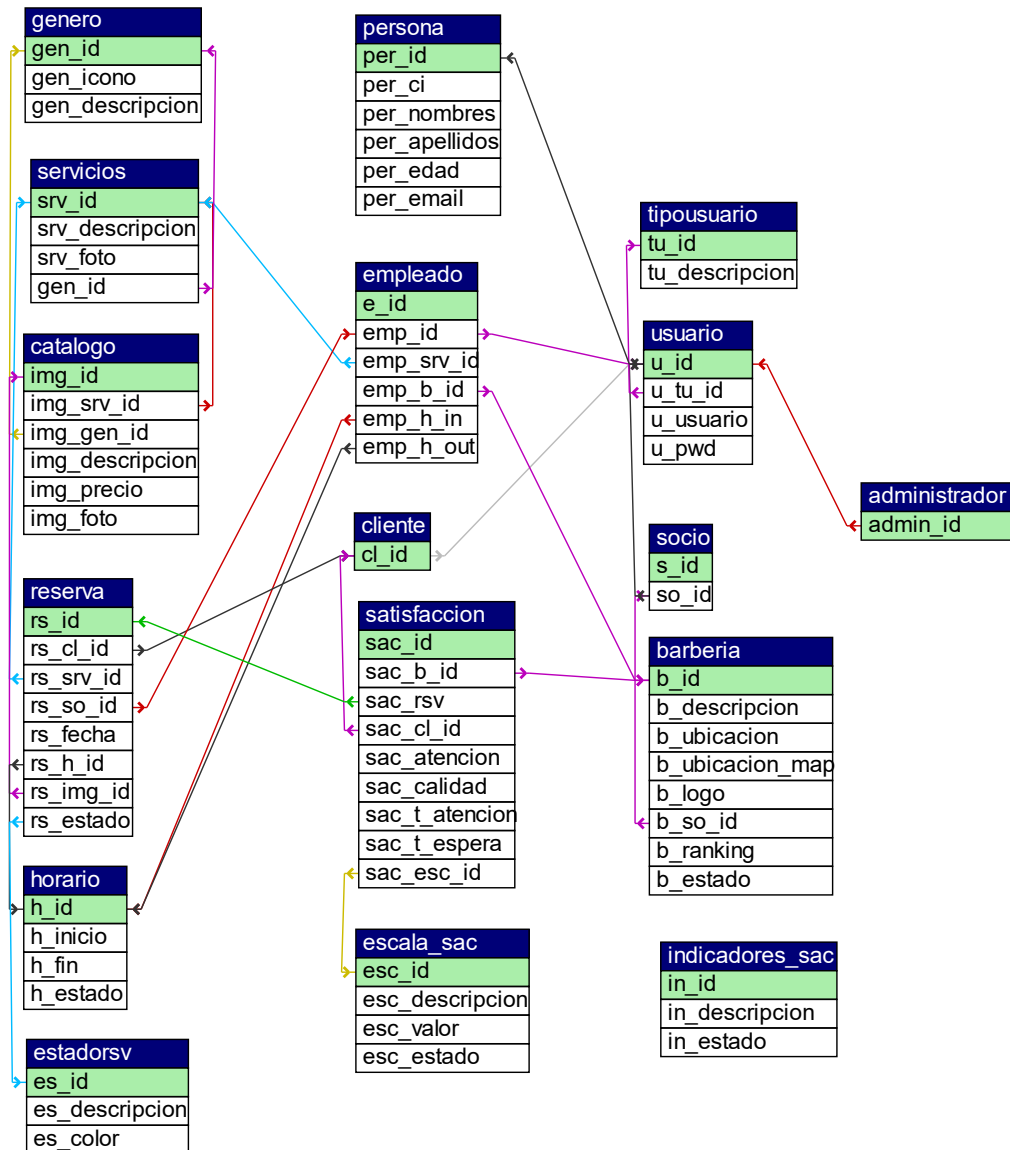 genero
gen_id
gen_icono
gen_descripcion
servicios
srv_id
srv_descripcion
srv_foto
gen_id
catalogo
img_id
img_srv_id
img_gen_id
img_descripcion
img_precio
img_foto
reserva
rs_id
rs_cl_id
rs_srv_id
rs_so_id
rs_fecha
rs_h_id
rs_img_id
rs_estado
horario
h_id
h_inicio
h_fin
h_estado
estadorsv
es_id
es_descripcion
es_color
persona
per_id
per_ci
per_nombres
per_apellidos
per_edad
per_email
empleado
e_id
emp_id
emp_srv_id
emp_b_id
emp_h_in
emp_h_out
cliente
cl_id
satisfaccion
sac_id
sac_b_id
sac_rsv
sac_cl_id
sac_atencion
sac_calidad
sac_t_atencion
sac_t_espera
sac_esc_id
escala_sac
esc_id
esc_descripcion
esc_valor
esc_estado
tipousuario
tu_id
tu_descripcion
usuario
u_id
u_tu_id
u_usuario
u_pwd
socio
s_id
so_id
barberia
b_id
b_descripcion
b_ubicacion
b_ubicacion_map
b_logo
b_so_id
b_ranking
b_estado
indicadores_sac
in_id
in_descripcion
in_estado
administrador
admin_id